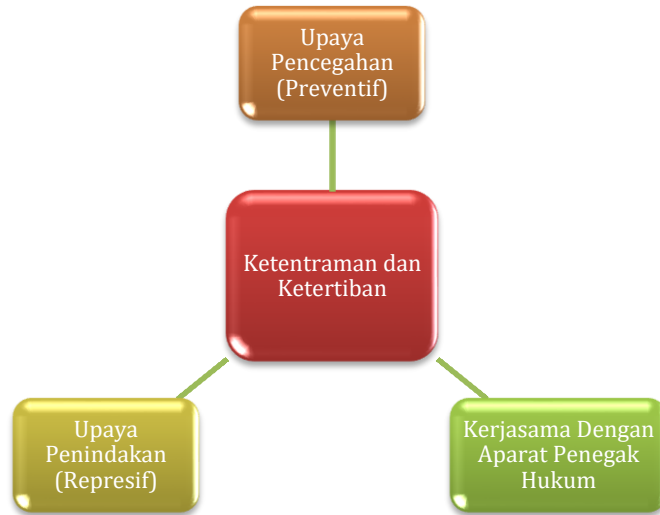 Upaya
Pencegahan
(Preventif)
Ketentraman dan
Ketertiban
Upaya
Penindakan
(Represif)
Kerjasama Dengan
Aparat Penegak
Hukum